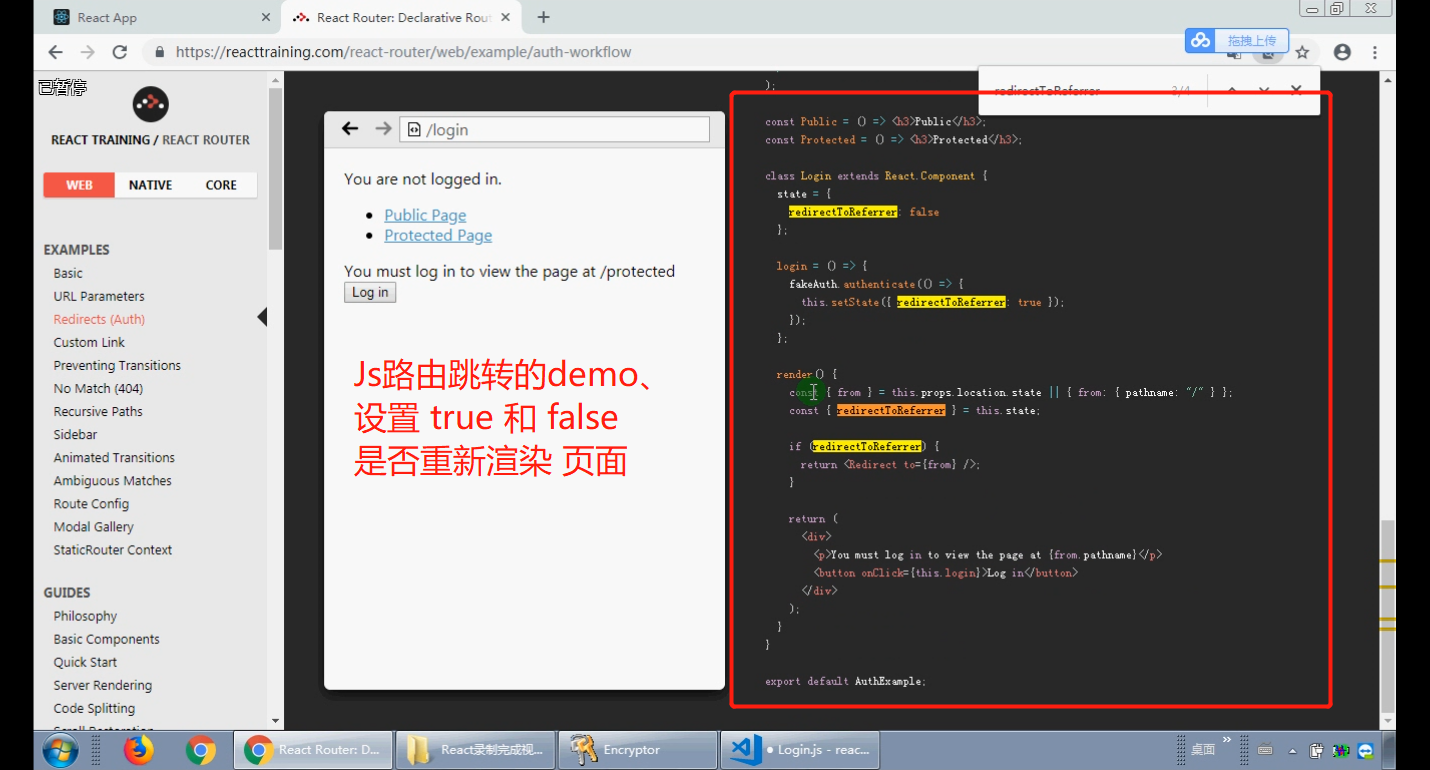 React App
React Router: Declarative Rout
https://reacttraining.com/react-router/web/example/auth-workflow
拖拽上传
已暂停
REACT TRAINING / REACT ROUTER
WEB NATIVE CORE
EXAMPLES
Basic
URL Parameters
Redirects (Auth)
Custom Link
Preventing Transitions
No Match (404)
Recursive Paths
Sidebar
Animated Transitions
Ambiguous Matches
Route Config
Modal Gallery
StaticRouter Context
GUIDES
Philosophy
Basic Components
Quick Start
Server Rendering
Code Splitting
Scroll Restoration
/login
You are not logged in.
Public Page
Protected Page
You must log in to view the page at /protected
Log in
Js路由跳转的demo、
设置 true 和 false
是否重新渲染 页面
redirectToReferrer 3/4
);
const Public = () => <h3>Public</h3>;
const Protected = () => <h3>Protected</h3>;
class Login extends React.Component {
state = {
redirectToReferrer: false
};
login = () => {
fakeAuth.authenticate(() => {
this.setState({ redirectToReferrer: true });
});
};
render() {
const { from } = this.props.location.state || { from: { pathname: "/" } };
const { redirectToReferrer } = this.state;
if (redirectToReferrer) {
return <Redirect to={from} />;
}
return (
<div>
<p>You must log in to view the page at {from.pathname}</p>
<button onClick={this.login}>Log in</button>
</div>
);
}
}
export default AuthExample;
React Router: D...
React录制完成视...
Encryptor
● Login.js - reac...
桌面